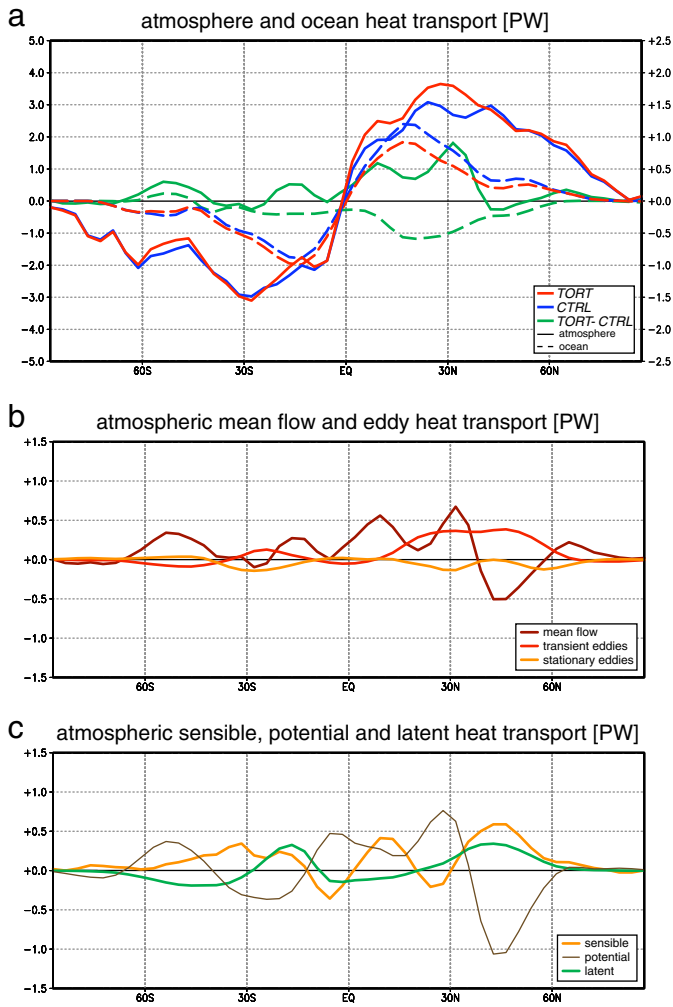 a
atmosphere and ocean heat transport [PW]
5.0
4.0
3.0
2.0
1.0
0.0
-1.0
-2.0
-3.0
-4.0
-5.0
+2.5
+2.0
+1.5
+1.0
+0.5
+0.0
-0.5
-1.0
-1.5
-2.0
-2.5
60S 30S EQ 30N 60N
TORT
CTRL
TORT- CTRL
atmosphere
ocean
b
atmospheric mean flow and eddy heat transport [PW]
+1.5
+1.0
+0.5
+0.0
-0.5
-1.0
-1.5
60S 30S EQ 30N 60N
mean flow
transient eddies
stationary eddies
c
atmospheric sensible, potential and latent heat transport [PW]
+1.5
+1.0
+0.5
+0.0
-0.5
-1.0
-1.5
60S 30S EQ 30N 60N
sensible
potential
latent